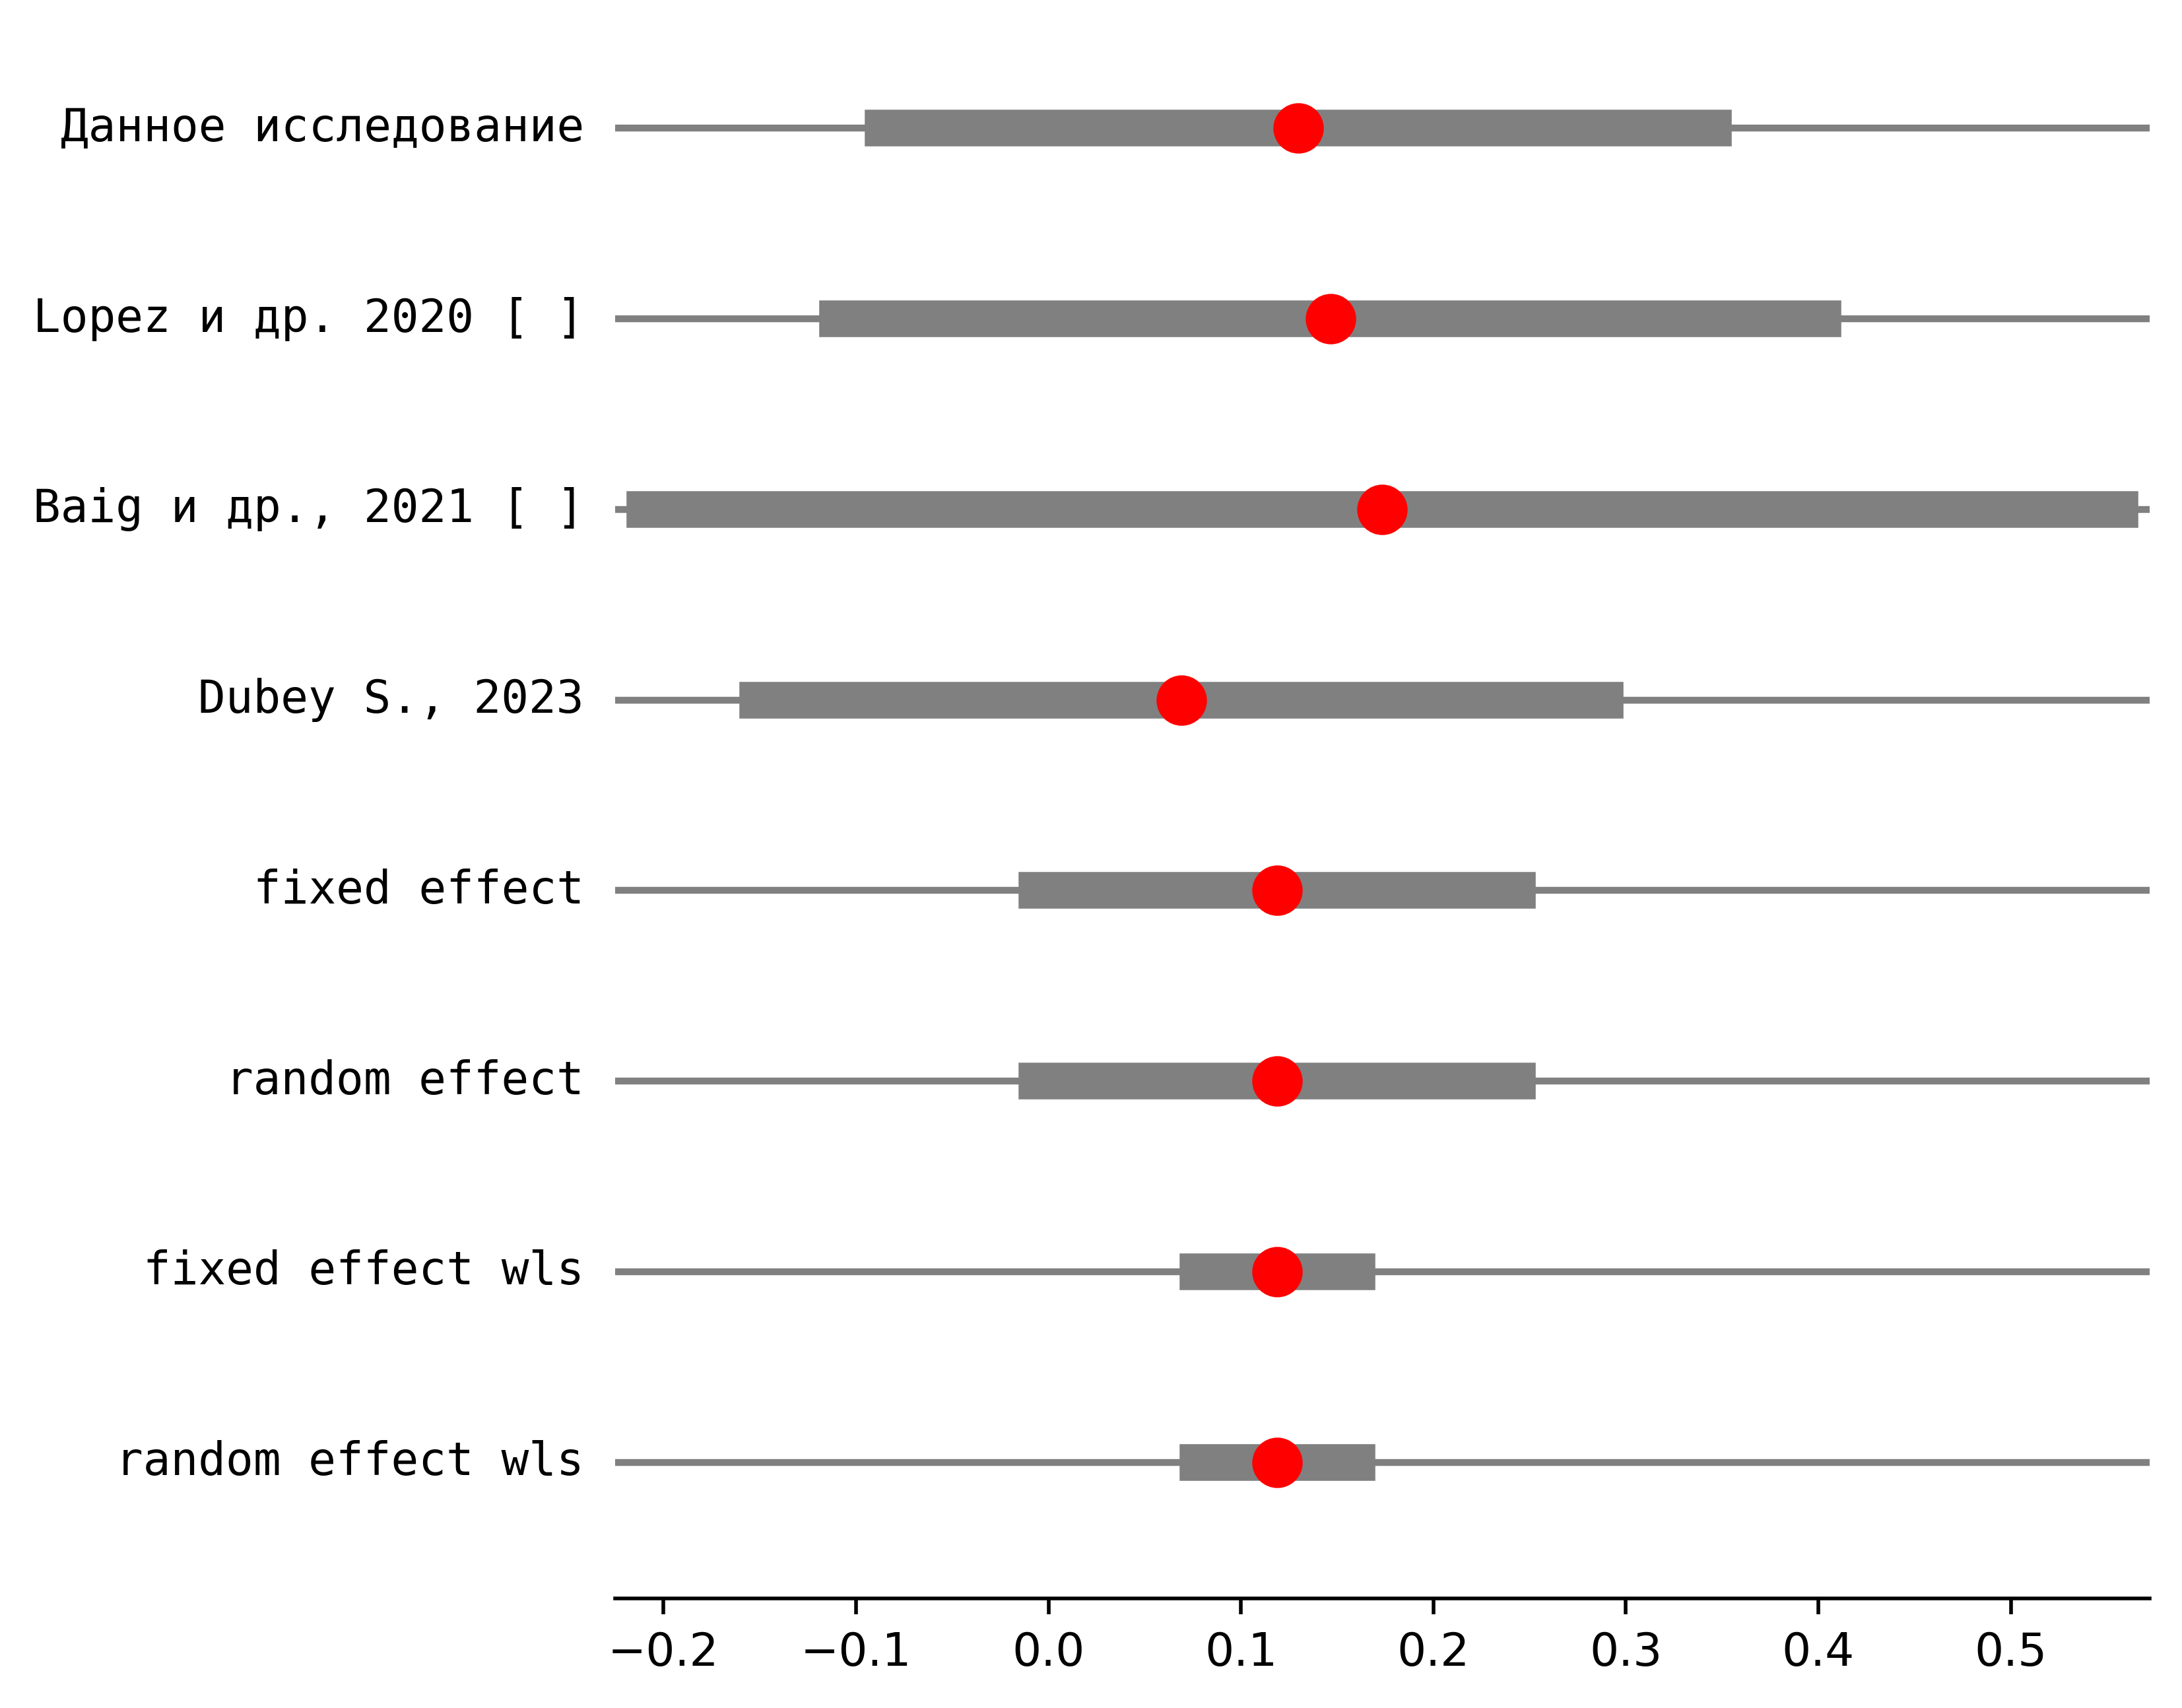 Данное исследование
Lopez и др. 2020 [ ]
Baig и др., 2021 [ ]
Dubey S., 2023
fixed effect
random effect
fixed effect wls
random effect wls
−0.2 −0.1 0.0 0.1 0.2 0.3 0.4 0.5